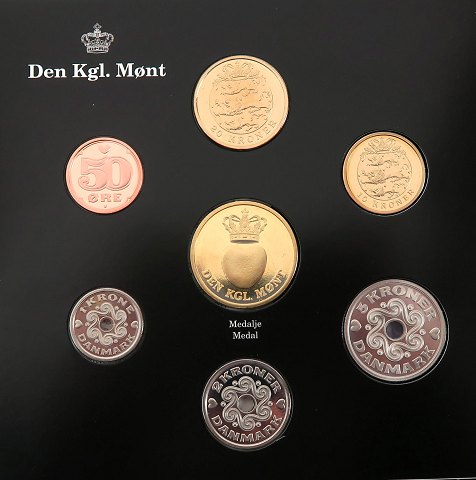 Den Kgl. Mønt
20 KRONER
50
ØRE
10 KRONER
DEN KGL. MØNT
Medalje
Medal
1 KRONE
DANMARK
5 KRONER
DANMARK
2 KRONER
DANMARK